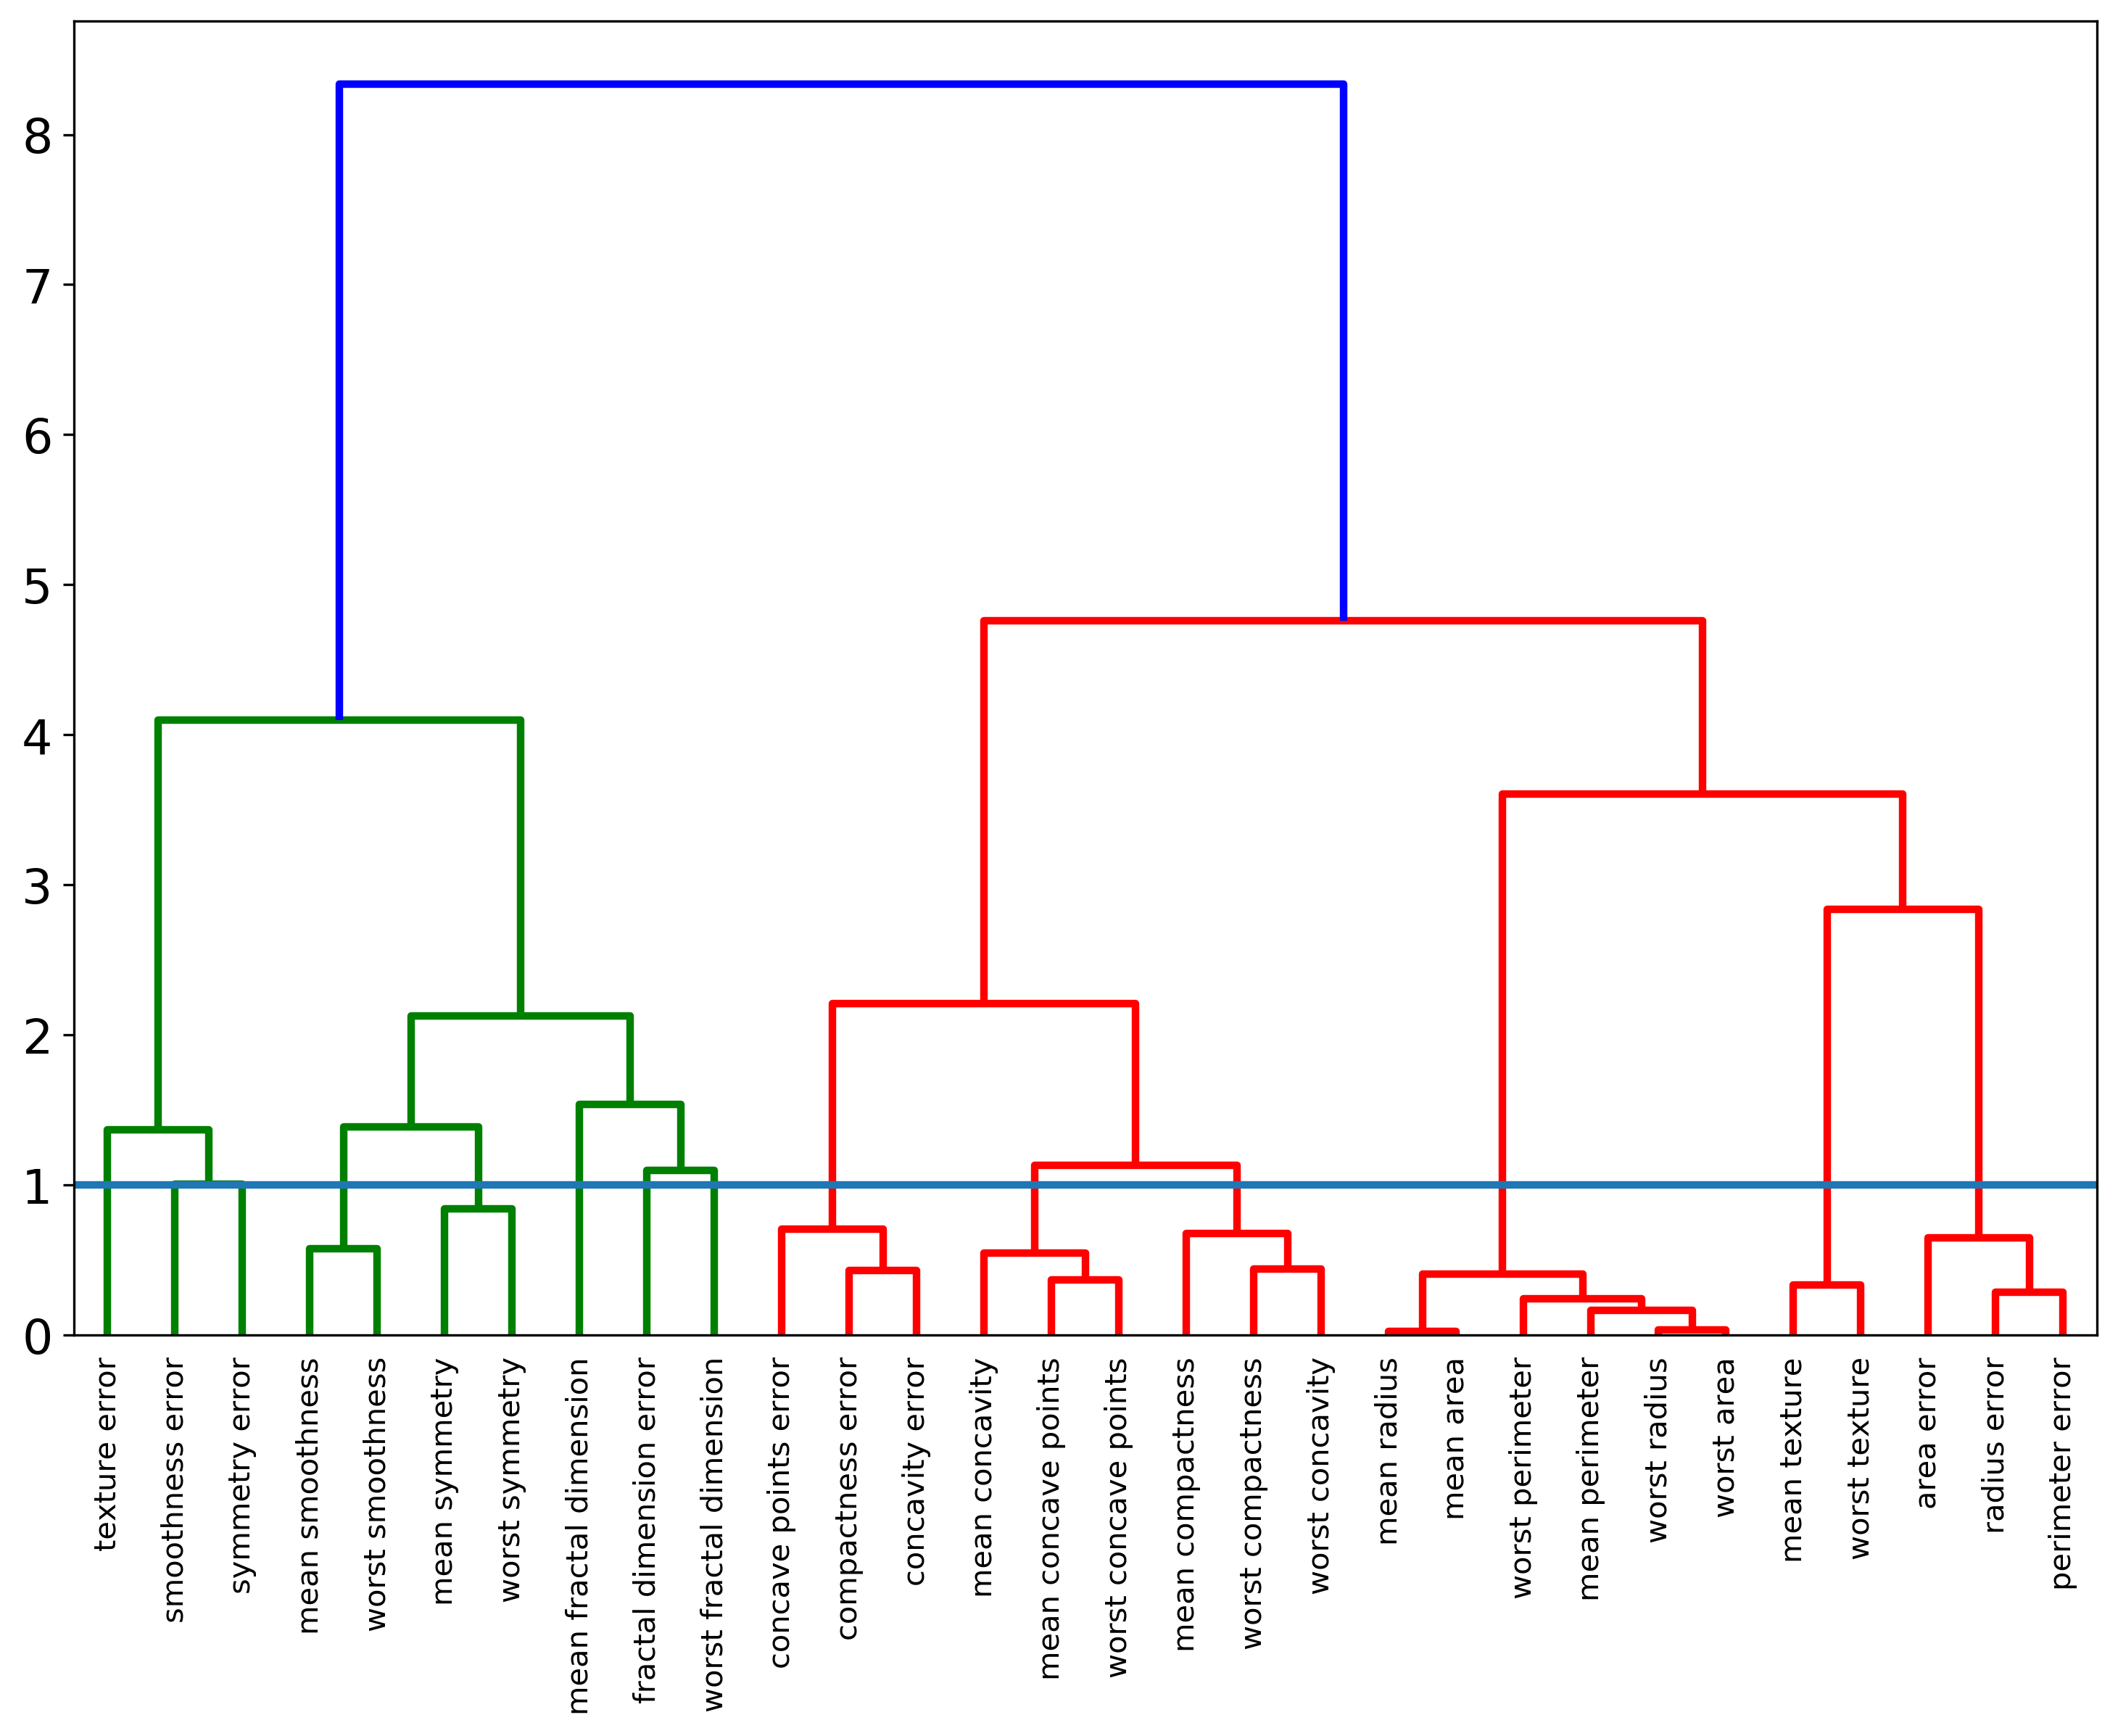 8
7
6
5
4
3
2
1
0
texture error
smoothness error
symmetry error
mean smoothness
worst smoothness
mean symmetry
worst symmetry
mean fractal dimension
fractal dimension error
worst fractal dimension
concave points error
compactness error
concavity error
mean concavity
mean concave points
worst concave points
mean compactness
worst compactness
worst concavity
mean radius
mean area
worst perimeter
mean perimeter
worst radius
worst area
mean texture
worst texture
area error
radius error
perimeter error